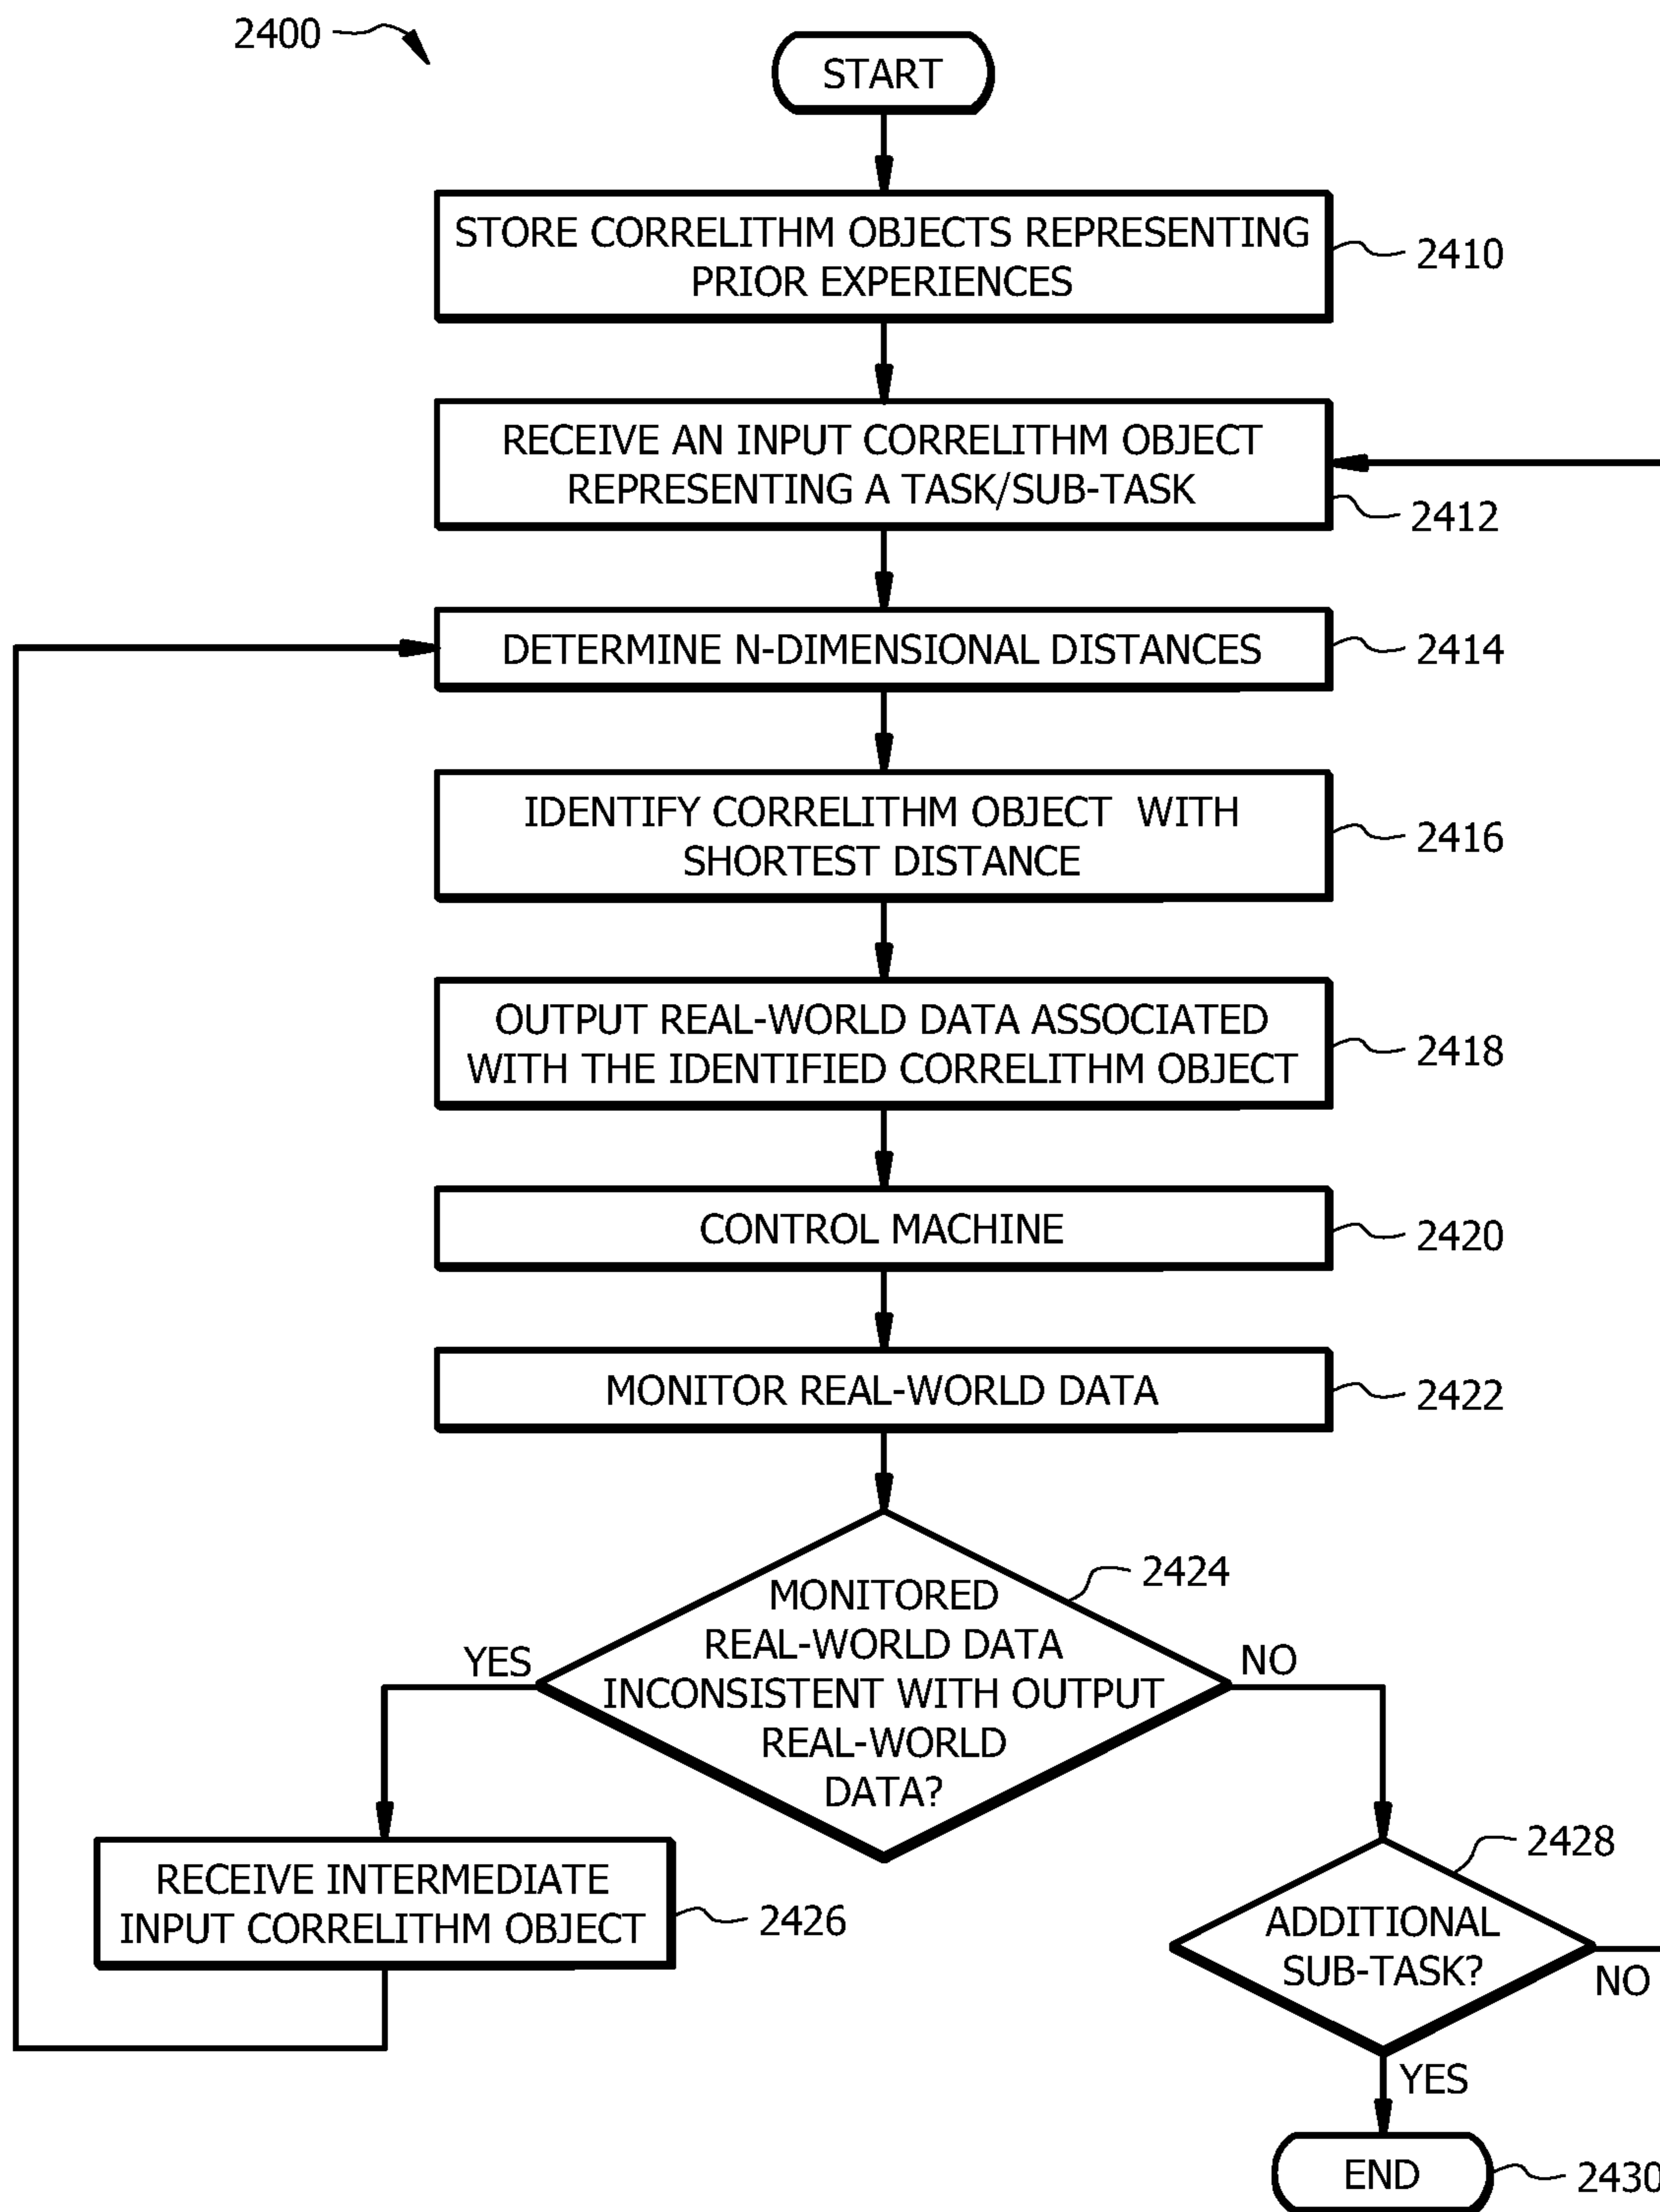 2400
START
STORE CORRELITHM OBJECTS REPRESENTING
PRIOR EXPERIENCES
2410
RECEIVE AN INPUT CORRELITHM OBJECT
REPRESENTING A TASK/SUB-TASK
2412
DETERMINE N-DIMENSIONAL DISTANCES
2414
IDENTIFY CORRELITHM OBJECT WITH
SHORTEST DISTANCE
2416
OUTPUT REAL-WORLD DATA ASSOCIATED
WITH THE IDENTIFIED CORRELITHM OBJECT
2418
CONTROL MACHINE
2420
MONITOR REAL-WORLD DATA
2422
MONITORED
REAL-WORLD DATA
INCONSISTENT WITH OUTPUT
REAL-WORLD
DATA?
2424
YES
NO
RECEIVE INTERMEDIATE
INPUT CORRELITHM OBJECT
2426
ADDITIONAL
SUB-TASK?
2428
NO
YES
END
2430